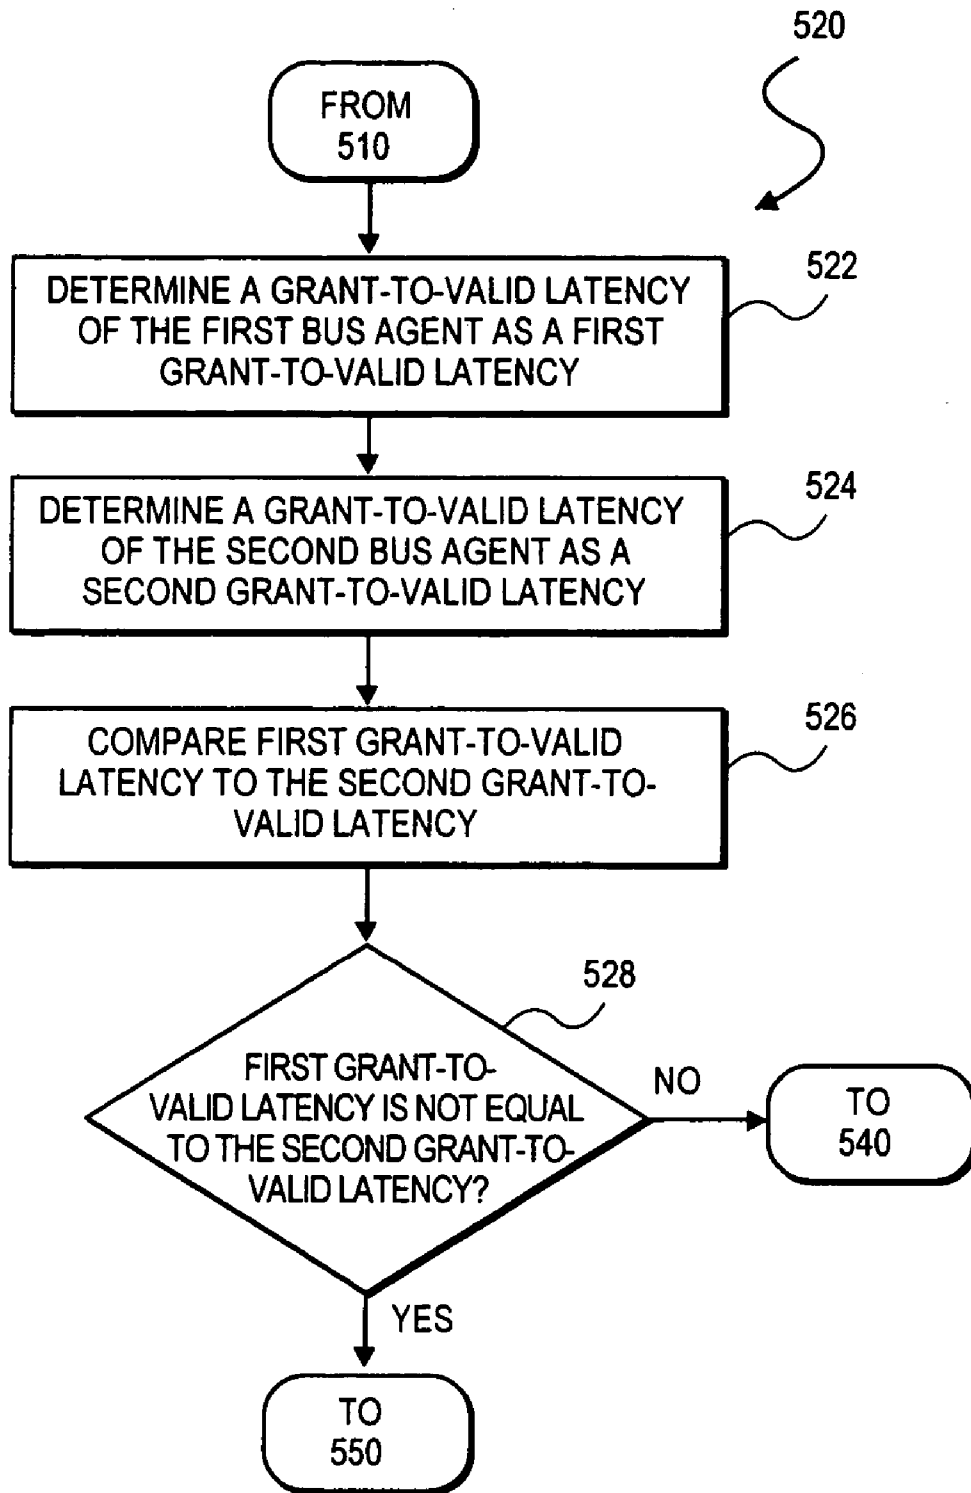 520
FROM
510
522
DETERMINE A GRANT-TO-VALID LATENCY
OF THE FIRST BUS AGENT AS A FIRST
GRANT-TO-VALID LATENCY
524
DETERMINE A GRANT-TO-VALID LATENCY
OF THE SECOND BUS AGENT AS A
SECOND GRANT-TO-VALID LATENCY
526
COMPARE FIRST GRANT-TO-VALID
LATENCY TO THE SECOND GRANT-TO-
VALID LATENCY
528
FIRST GRANT-TO-
VALID LATENCY IS NOT EQUAL
TO THE SECOND GRANT-TO-
VALID LATENCY?
NO
TO
540
YES
TO
550